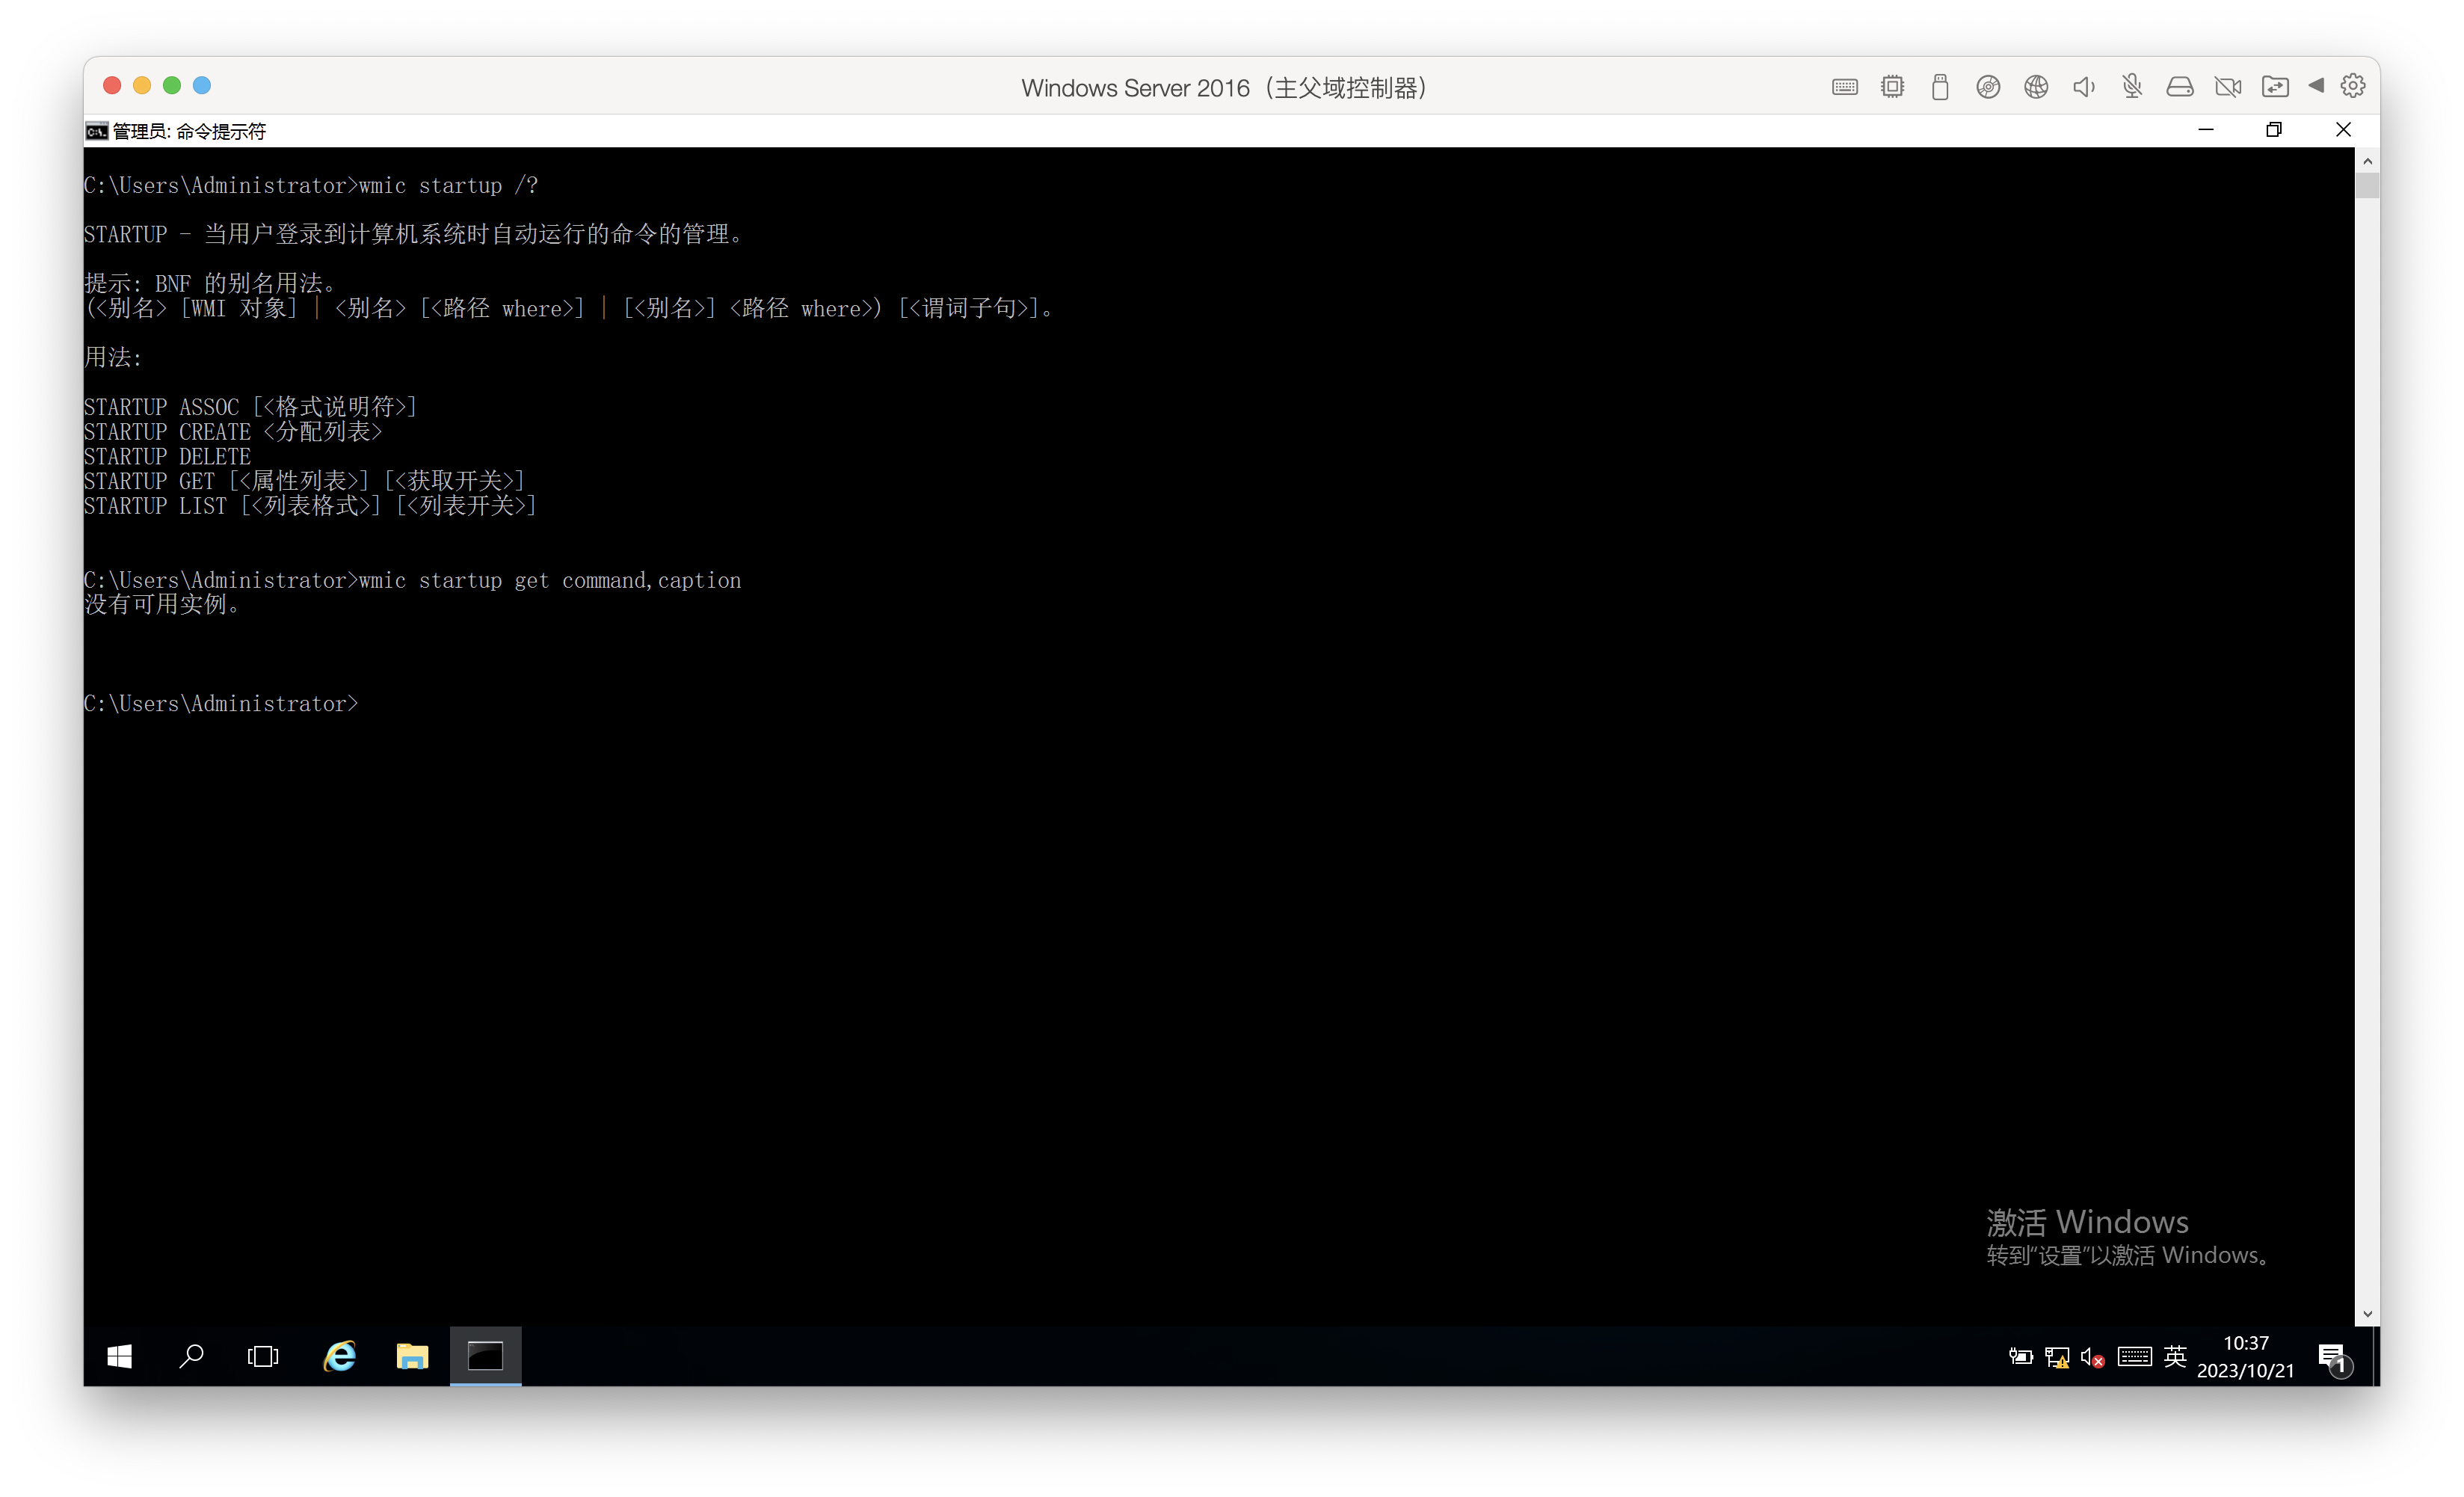 Windows Server 2016（主父域控制器）
管理员: 命令提示符
C:\Users\Administrator>wmic startup /?
STARTUP - 当用户登录到计算机系统时自动运行的命令的管理。
提示: BNF 的别名用法。
(<别名> [WMI 对象] | <别名> [<路径 where>] | [<别名>] <路径 where>) [<谓词子句>]。
用法:
STARTUP ASSOC [<格式说明符>]
STARTUP CREATE <分配列表>
STARTUP DELETE
STARTUP GET [<属性列表>] [<获取开关>]
STARTUP LIST [<列表格式>] [<列表开关>]
C:\Users\Administrator>wmic startup get command,caption
没有可用实例。
C:\Users\Administrator>
激活 Windows
转到“设置”以激活 Windows。
英
10:37
2023/10/21
1